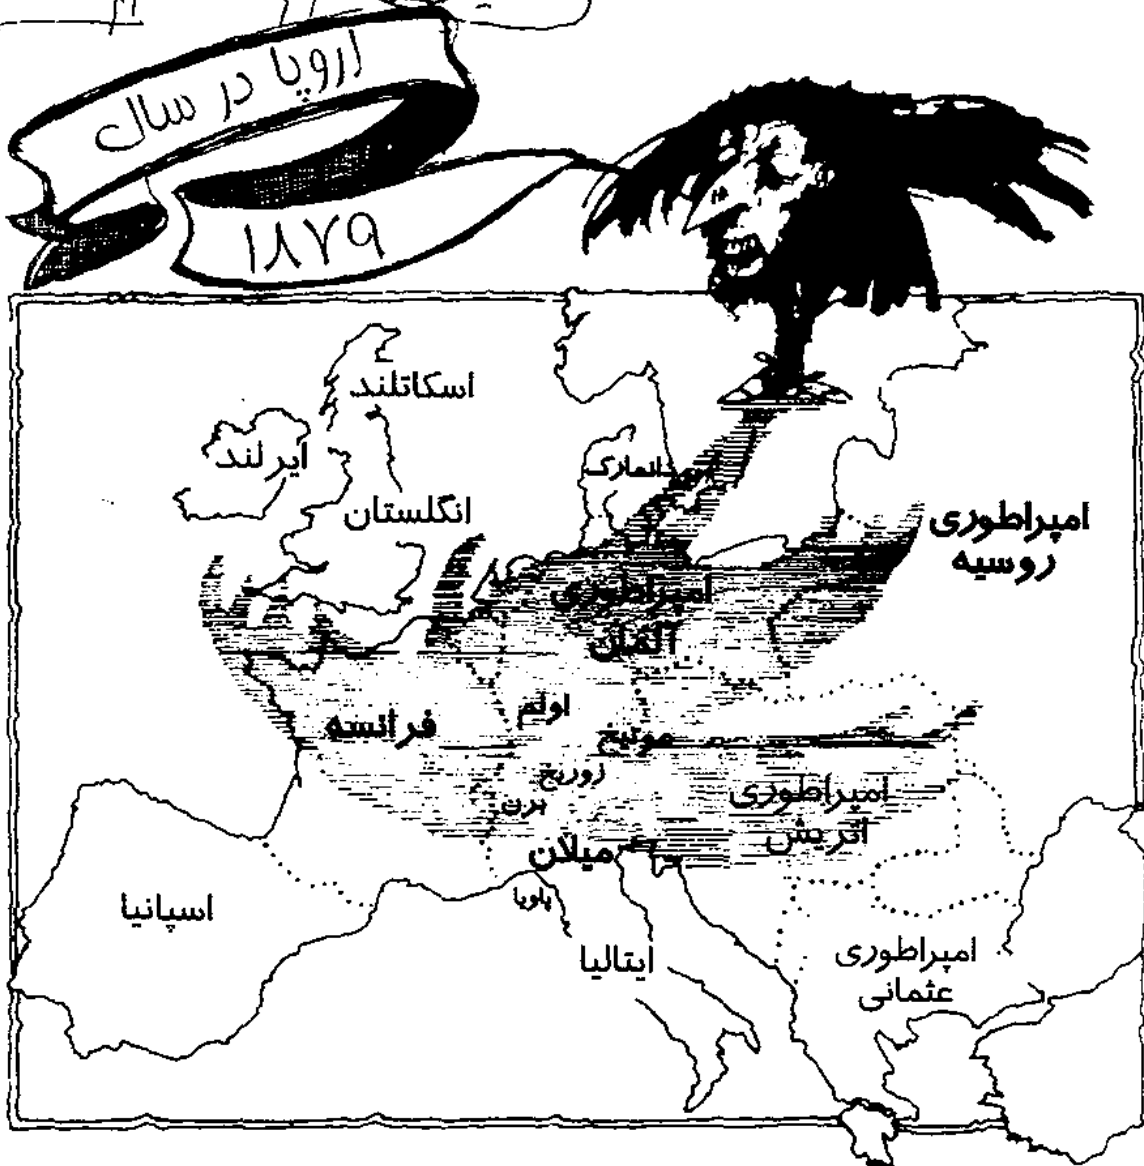 اروپا در سال
۱۸۷۹
اسکاتلند
ایرلند
انگلستان
دانمارک
امپراطوری
روسیه
امپراطوری
آلمان
اولم
فرانسه
مونیخ
زوریخ
برن
امپراطوری
اتریش
میلان
پاویا
اسپانیا
ایتالیا
امپراطوری
عثمانی